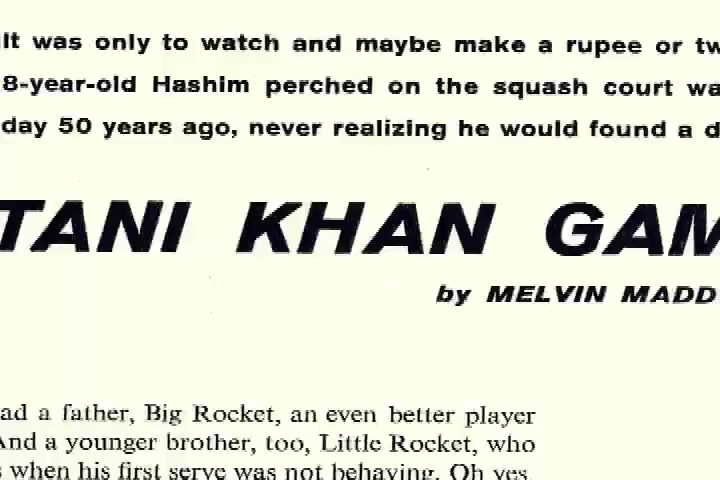 It was only to watch and maybe make a rupee or tw
8-year-old Hashim perched on the squash court wa
day 50 years ago, never realizing he would found a d
TANI KHAN GAM
by MELVIN MADD
ad a father, Big Rocket, an even better player
And a younger brother, too, Little Rocket, who
s when his first serve was not behaving. Oh yes